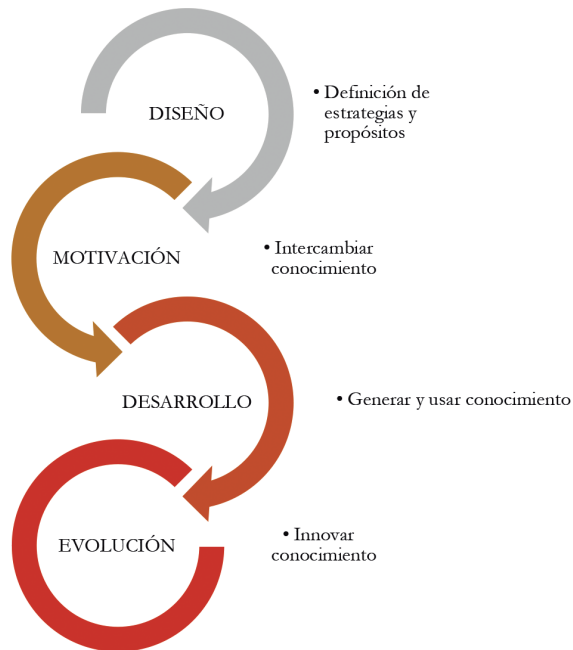 DISEÑO
• Definición de
estrategias y
propósitos
MOTIVACIÓN
• Intercambiar
conocimiento
DESARROLLO
• Generar y usar conocimiento
EVOLUCIÓN
• Innovar
conocimiento